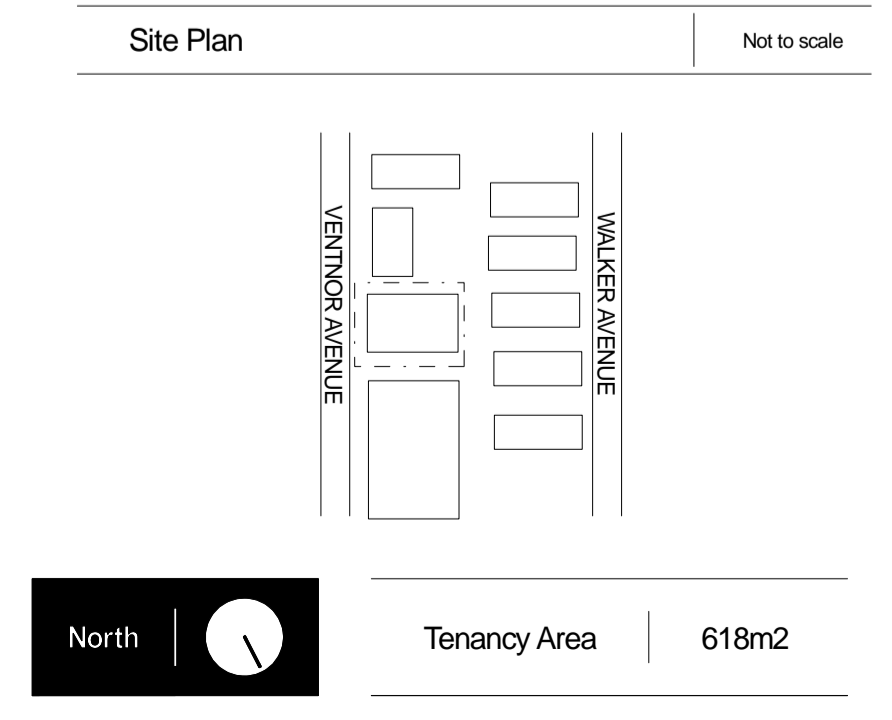 Site Plan
Not to scale
VENTNOR AVENUE
WALKER AVENUE
North
Tenancy Area
618m2